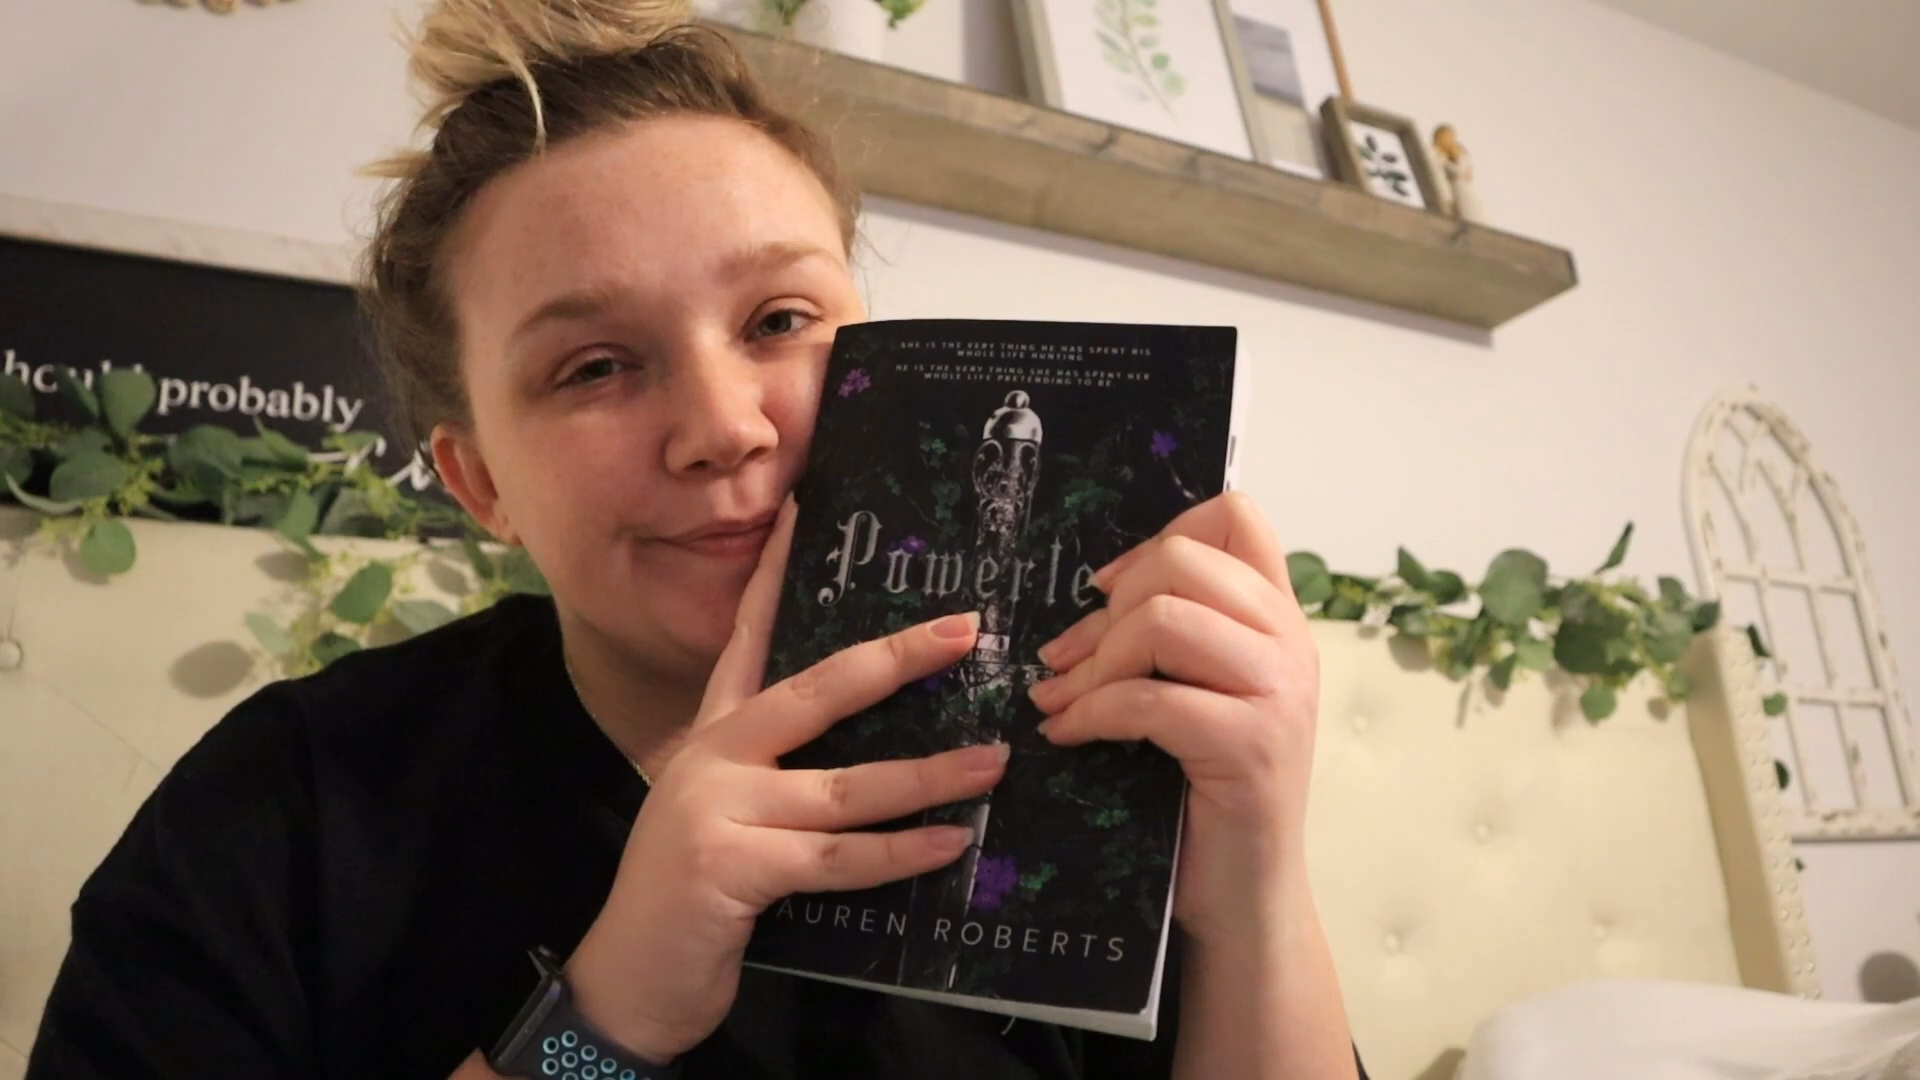 probably
SHE IS THE VERY THING HE HAS SPENT HIS
WHOLE LIFE HUNTING
HE IS THE VERY THING SHE HAS SPENT HER
WHOLE LIFE PRETENDING TO BE
Powerle
AUREN ROBERTS